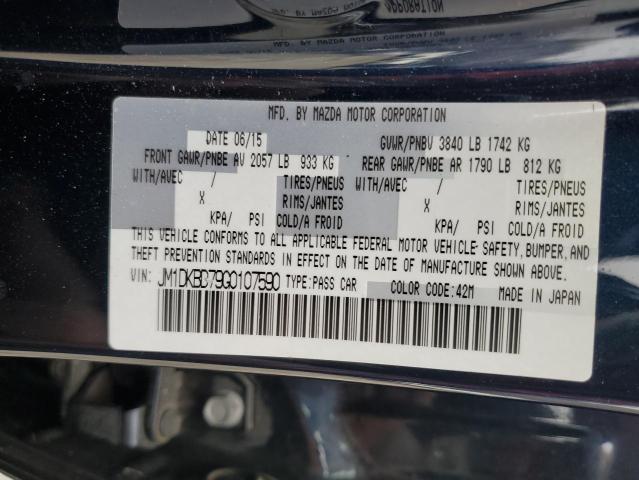 MFD. BY MAZDA MOTOR CORPORATION
DATE 06/15 GVWR/PNBV 3840 LB 1742 KG
FRONT GAWR/PNBE AV 2057 LB 933 KG REAR GAWR/PNBE AR 1790 LB 812 KG
WITH/AVEC / TIRES/PNEUS WITH/AVEC / TIRES/PNEUS
X RIMS/JANTES X RIMS/JANTES
KPA/ PSI COLD/A FROID KPA/ PSI COLD/A FROID
THIS VEHICLE CONFORMS TO ALL APPLICABLE FEDERAL MOTOR VEHICLE SAFETY, BUMPER, AND
THEFT PREVENTION STANDARDS IN EFFECT ON THE DATE OF MANUFACTURE SHOWN ABOVE.
VIN: JM1DKBD79G0107590 TYPE:PASS CAR COLOR CODE:42M MADE IN JAPAN